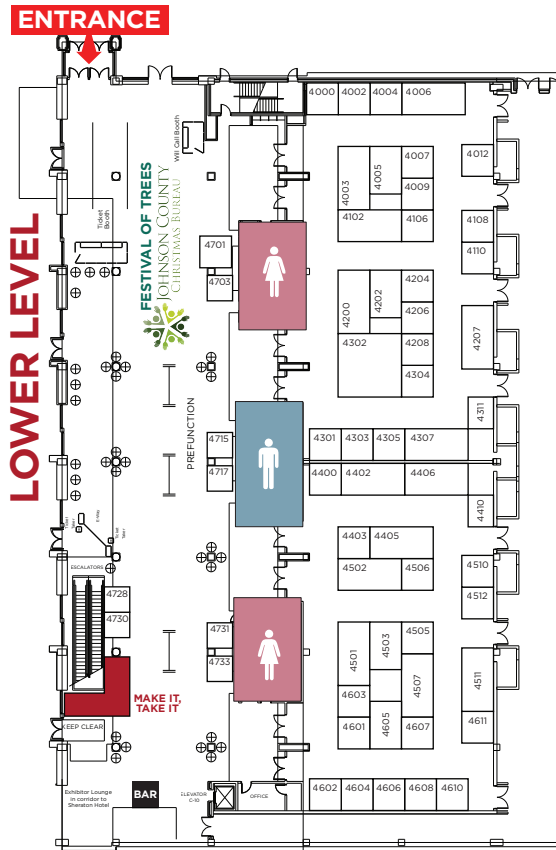 ENTRANCE
LOWER LEVEL
Will Call Booth
Ticket
Booth
FESTIVAL OF TREES
JOHNSON COUNTY
CHRISTMAS BUREAU
PREFUNCTION
4000 4002 4004 4006
4003
4005
4007
4009
4012
4102
4106
4108
4110
4701
4703
4200
4202
4204
4206
4207
4302
4208
4304
4311
4301 4303 4305 4307
4715
4717
4400 4402 4406
4410
Ticket
Taker
Ticket
Taker
ESCALATORS
4403 4405
4502 4506
4510
4512
4728
4730
4731
4733
4501
4503
4505
4507
4511
4603
4601
4605
4607
4611
MAKE IT,
TAKE IT
KEEP CLEAR
Exhibitor Lounge
in corridor to
Sheraton Hotel
BAR
ELEVATOR
C-10
OFFICE
4602 4604 4606 4608 4610